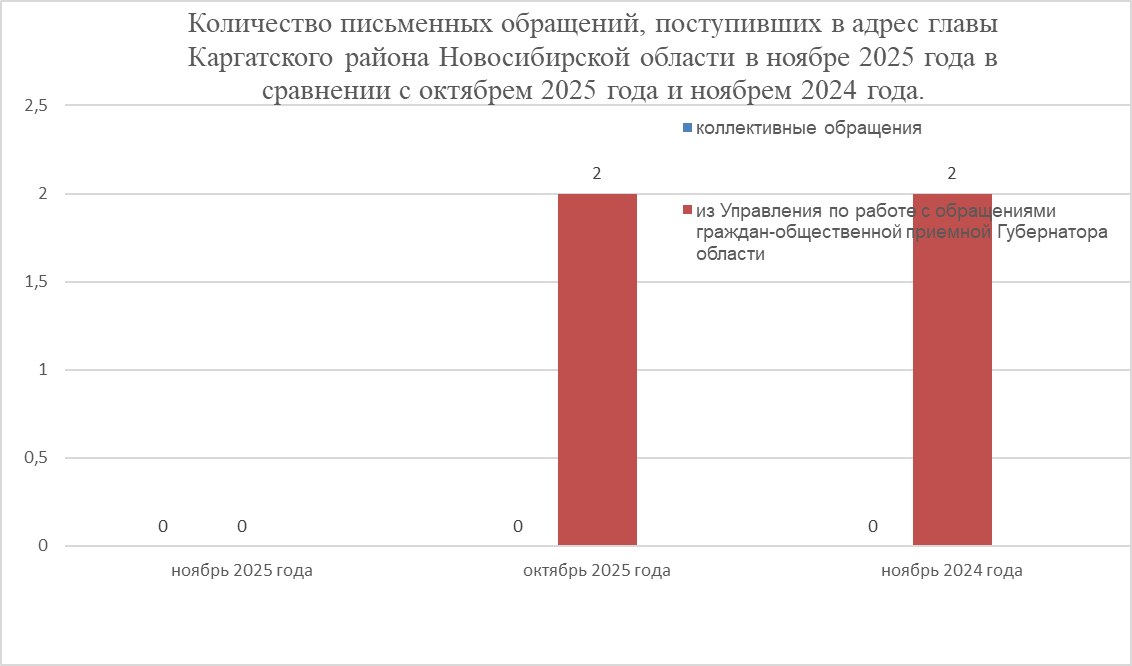 Количество письменных обращений, поступивших в адрес главы
Каргатского района Новосибирской области в ноябре 2025 года в
сравнении с октябрем 2025 года и ноябрем 2024 года.
2,5
коллективные обращения
2
2
2
из Управления по работе с обращениями
граждан-общественной приемной Губернатора
области
1,5
1
0,5
0
0
0
0
0
ноябрь 2025 года
октябрь 2025 года
ноябрь 2024 года